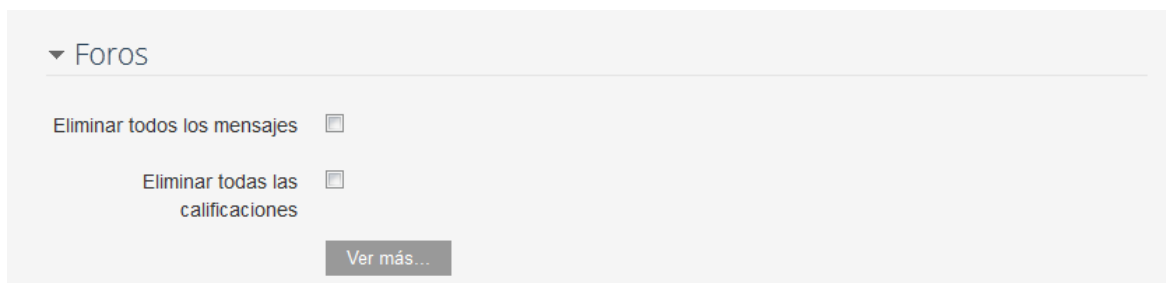 Foros
Eliminar todos los mensajes
Eliminar todas las
calificaciones
Ver más...